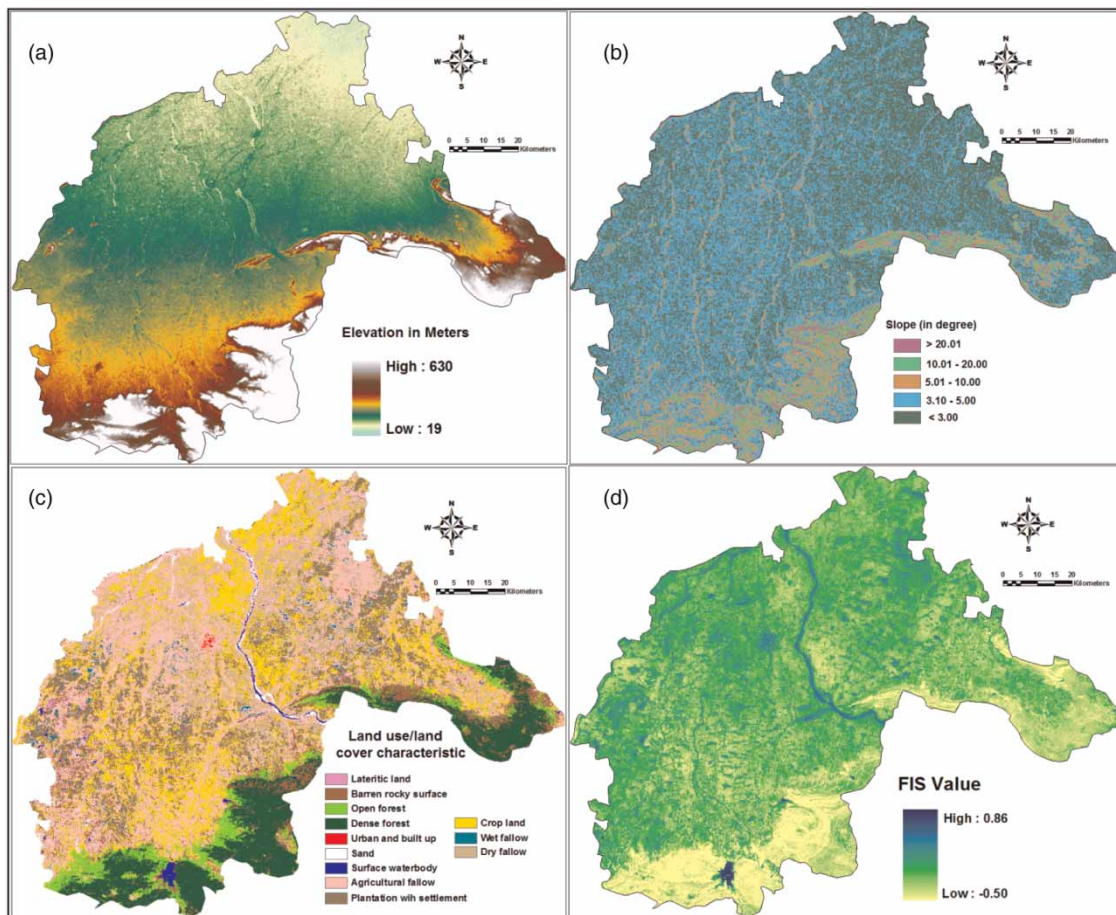 (a)
N
W E
S
0 5 10 15 20
Kilometers
Elevation in Meters
High : 630
Low : 19
(b)
N
W E
S
0 5 10 15 20
Kilometers
Slope (in degree)
> 20.01
10.01 - 20.00
5.01 - 10.00
3.10 - 5.00
< 3.00
(c)
N
W E
S
0 5 10 15 20
Kilometers
Land use/land
cover characteristic
Lateritic land
Barren rocky surface
Open forest
Dense forest
Urban and built up
Sand
Surface waterbody
Agricultural fallow
Plantation wih settlement
Crop land
Wet fallow
Dry fallow
(d)
N
W E
S
0 5 10 15 20
Kilometers
FIS Value
High : 0.86
Low : -0.50